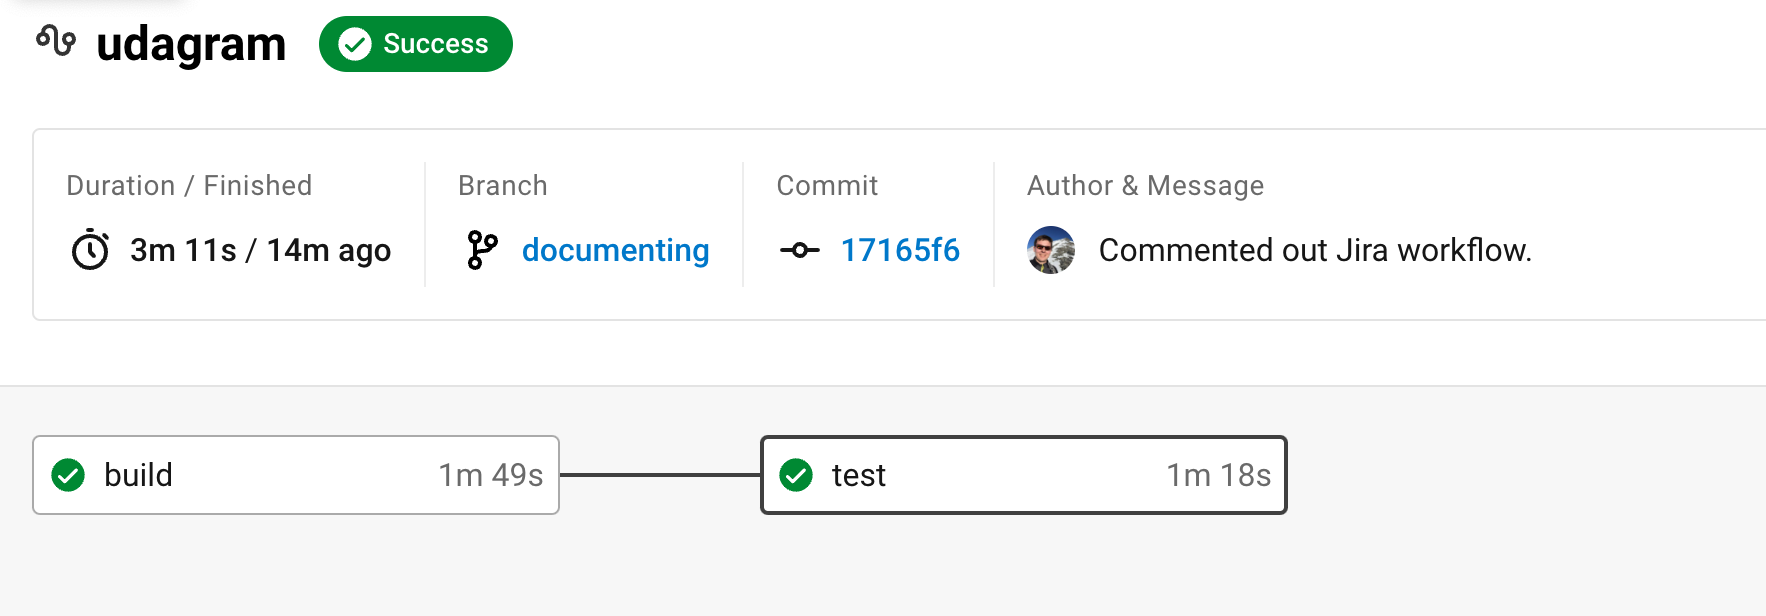 udagram
Success
Duration / Finished
3m 11s / 14m ago
Branch
documenting
Commit
17165f6
Author & Message
Commented out Jira workflow.
build 1m 49s
test 1m 18s